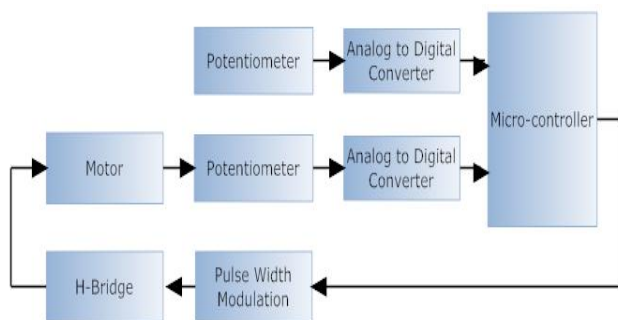 Potentiometer
Analog to Digital
Converter
Micro-controller
Motor
Potentiometer
Analog to Digital
Converter
H-Bridge
Pulse Width
Modulation